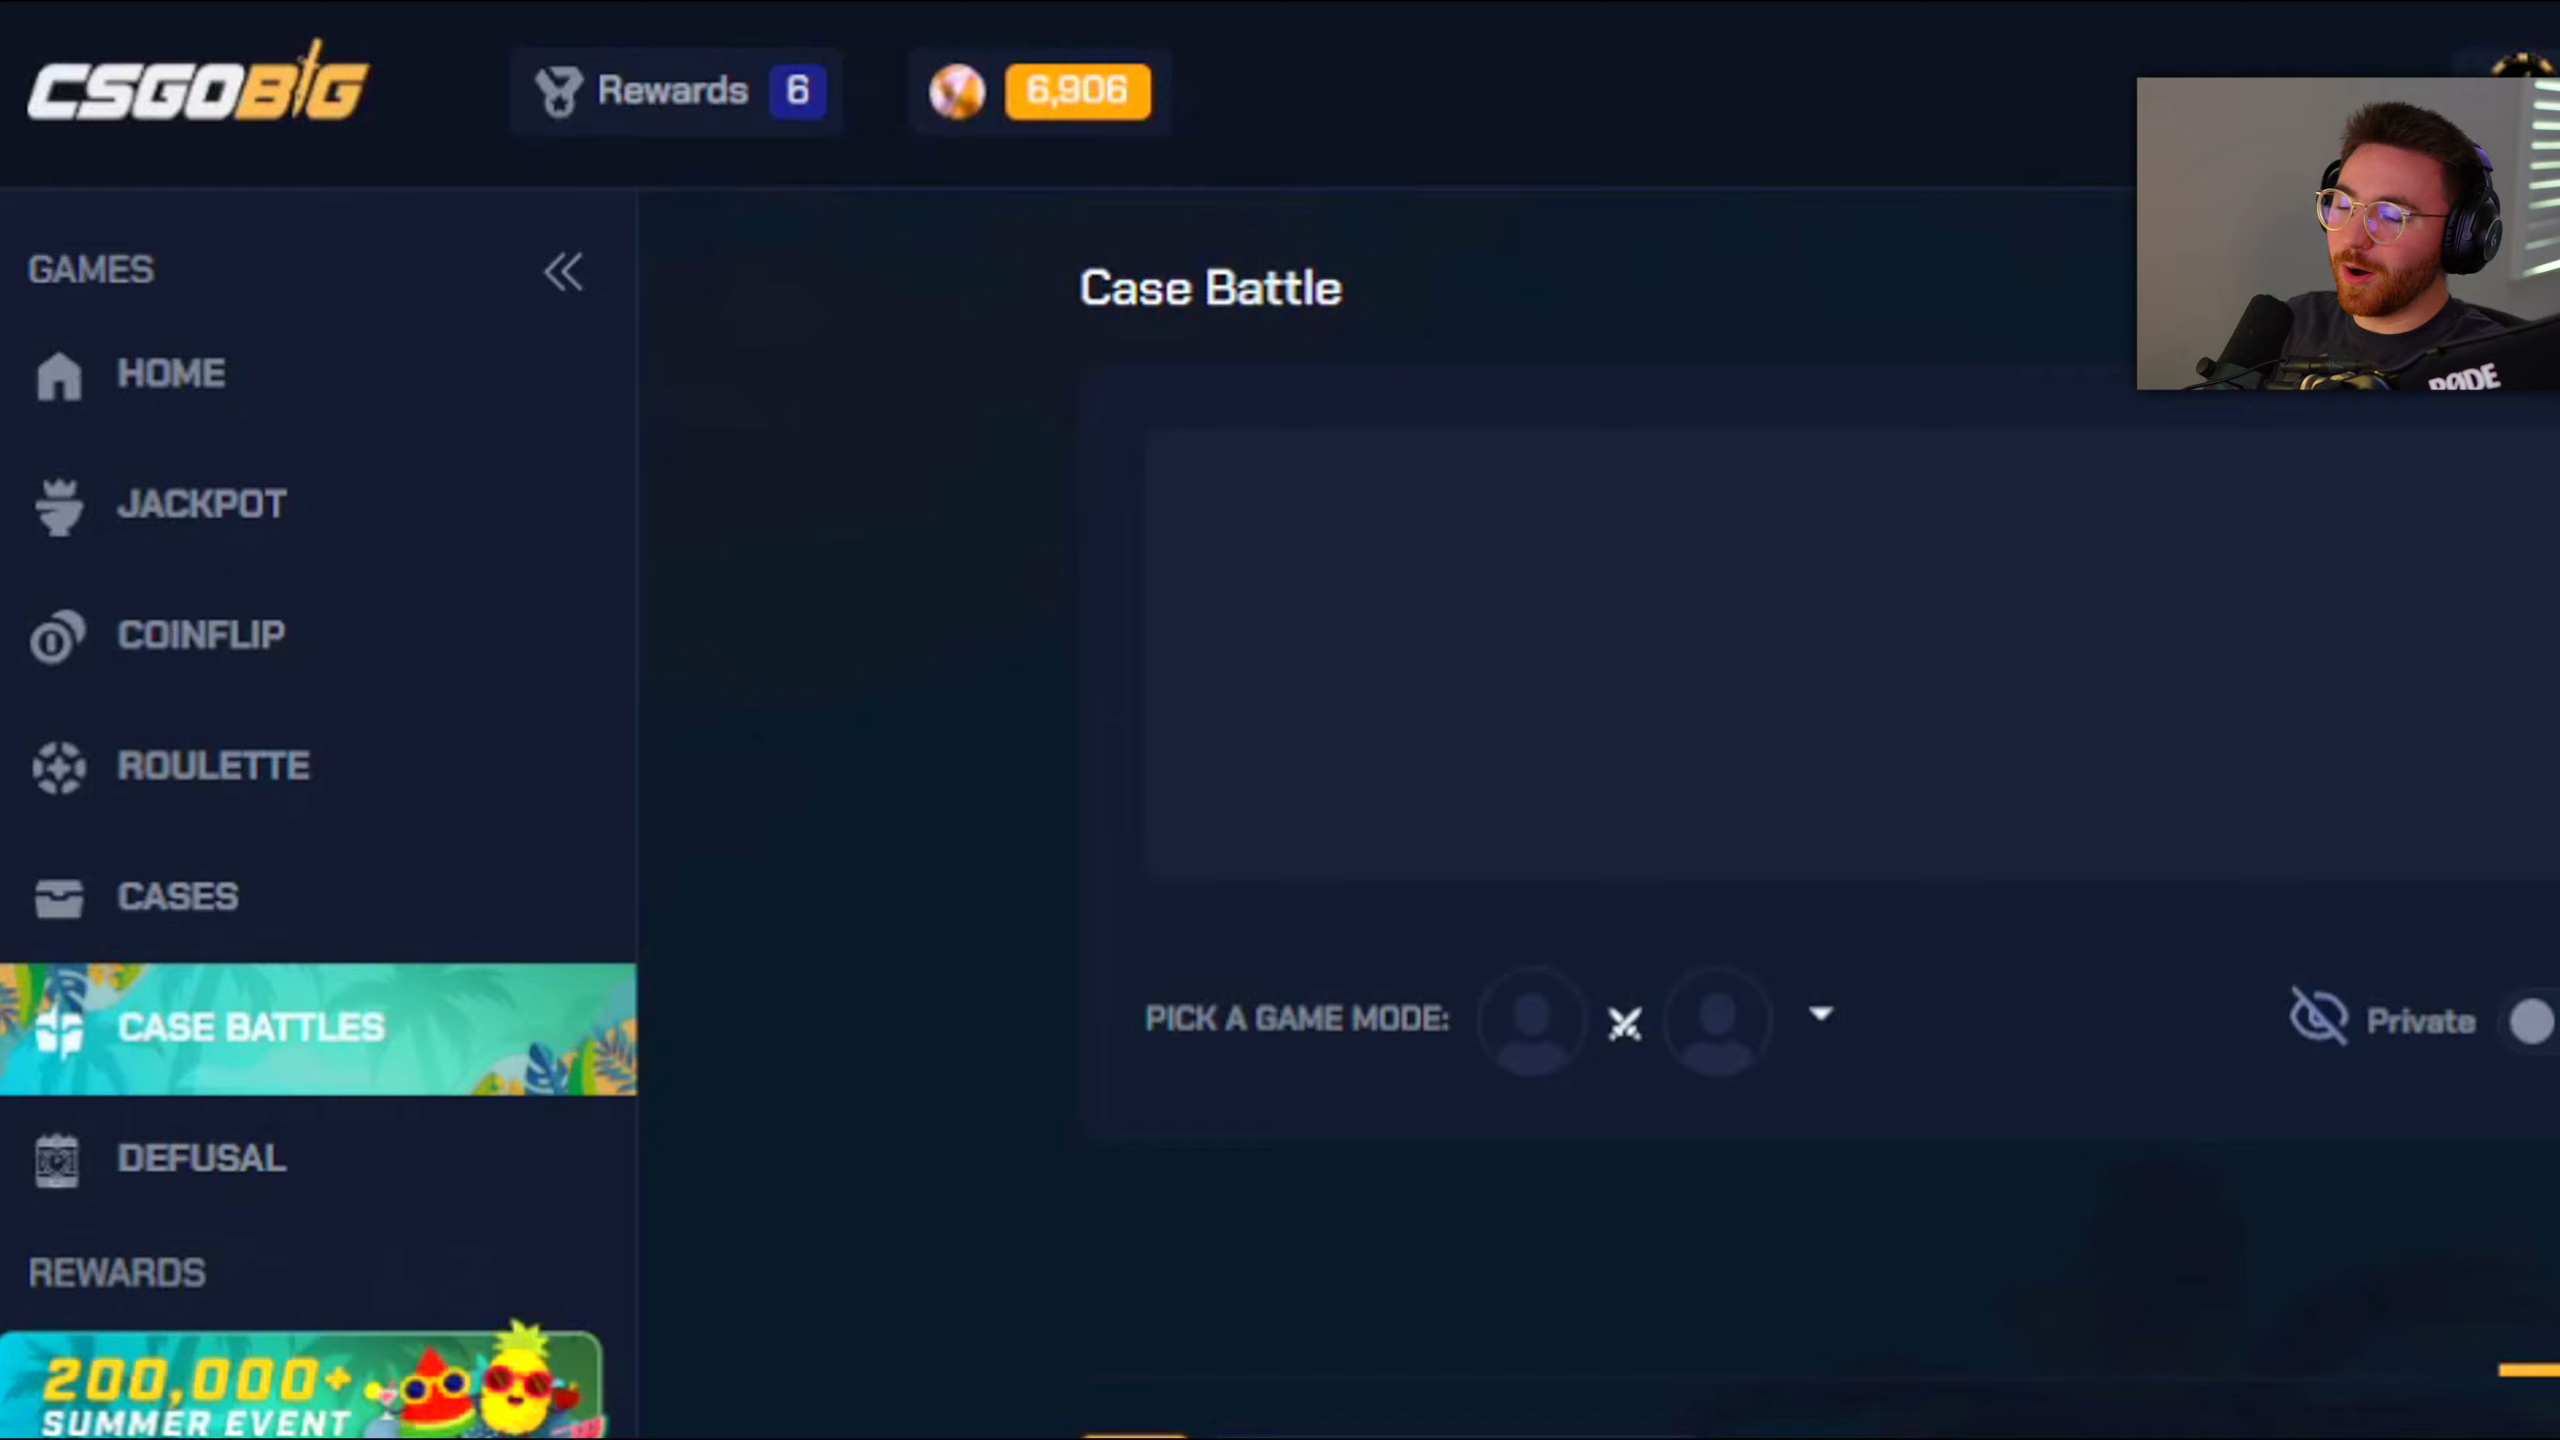 CSGOBIG
Rewards 6
6,906
GAMES
HOME
JACKPOT
COINFLIP
ROULETTE
CASES
CASE BATTLES
DEFUSAL
REWARDS
200,000+
SUMMER EVENT
Case Battle
PICK A GAME MODE:
Private
RØDE